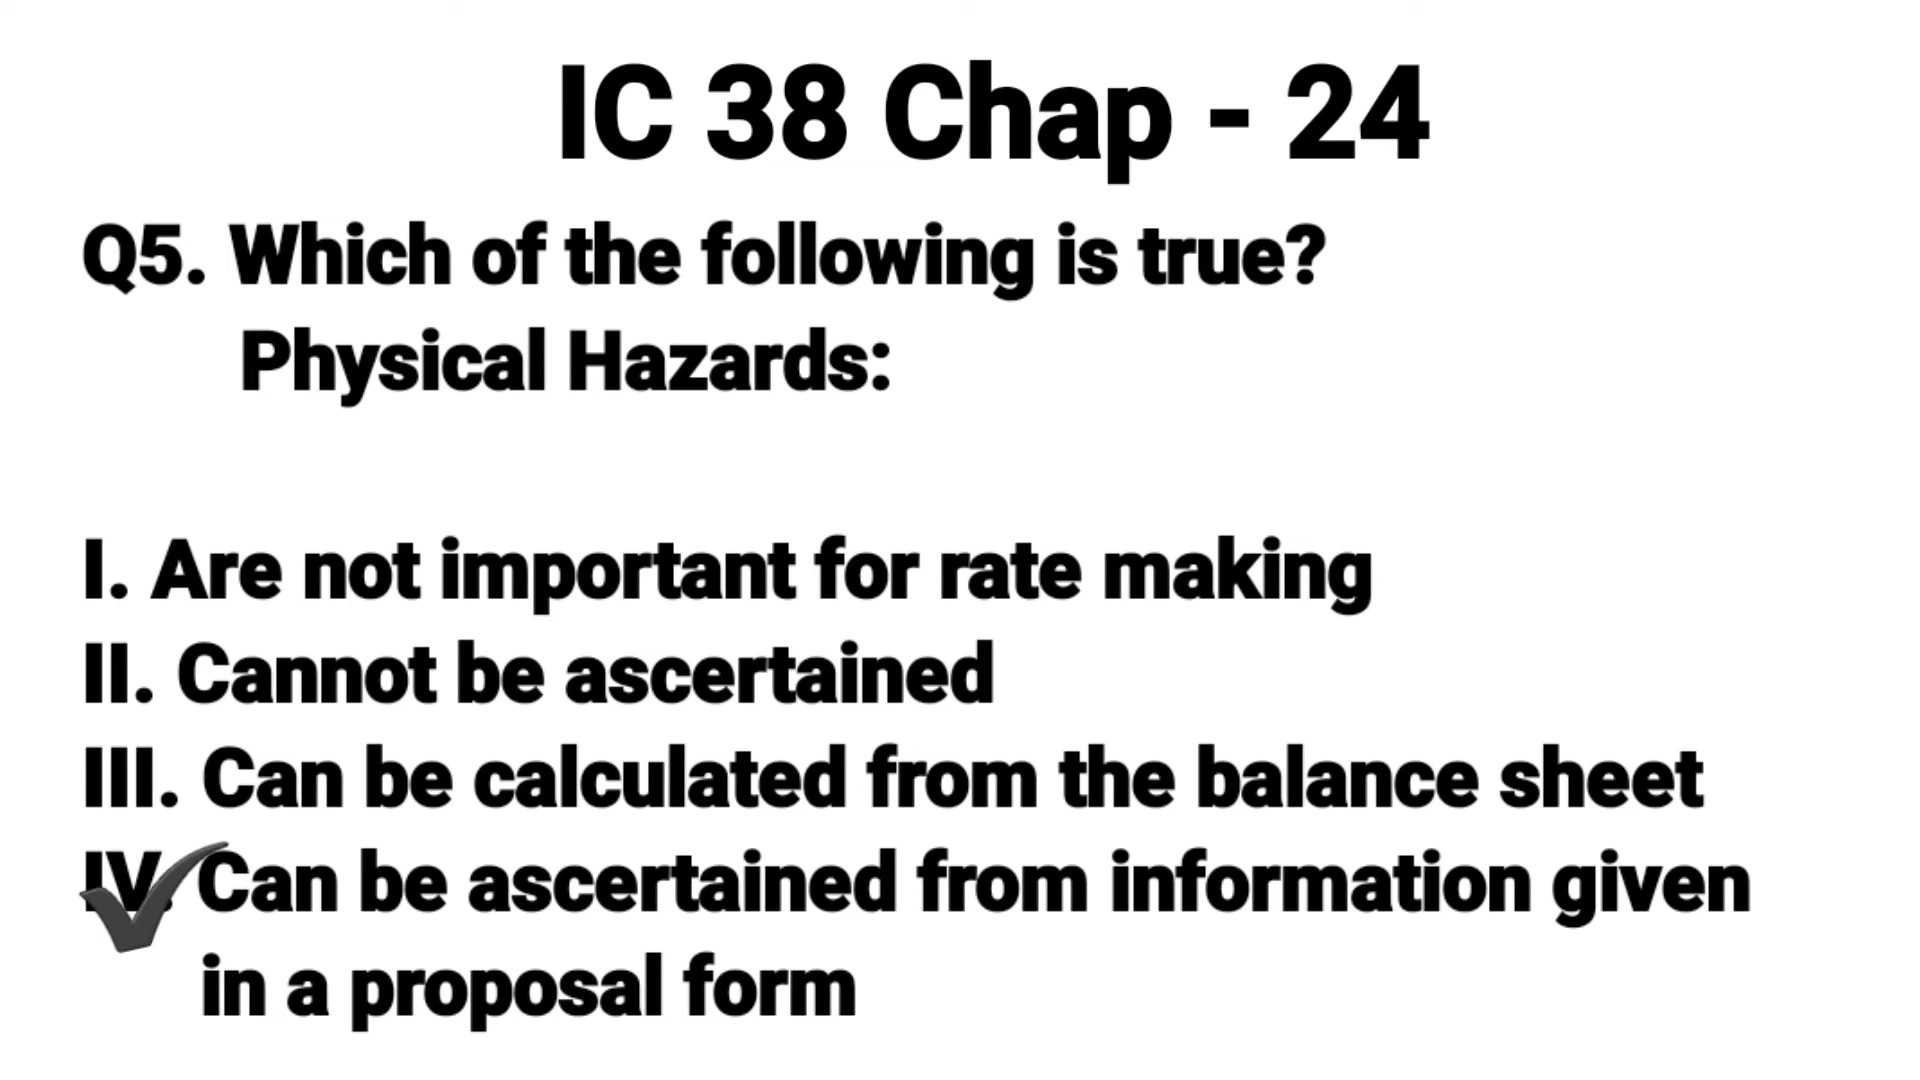 IC 38 Chap - 24
Q5. Which of the following is true?
Physical Hazards:
I. Are not important for rate making
II. Cannot be ascertained
III. Can be calculated from the balance sheet
IV. Can be ascertained from information given
in a proposal form